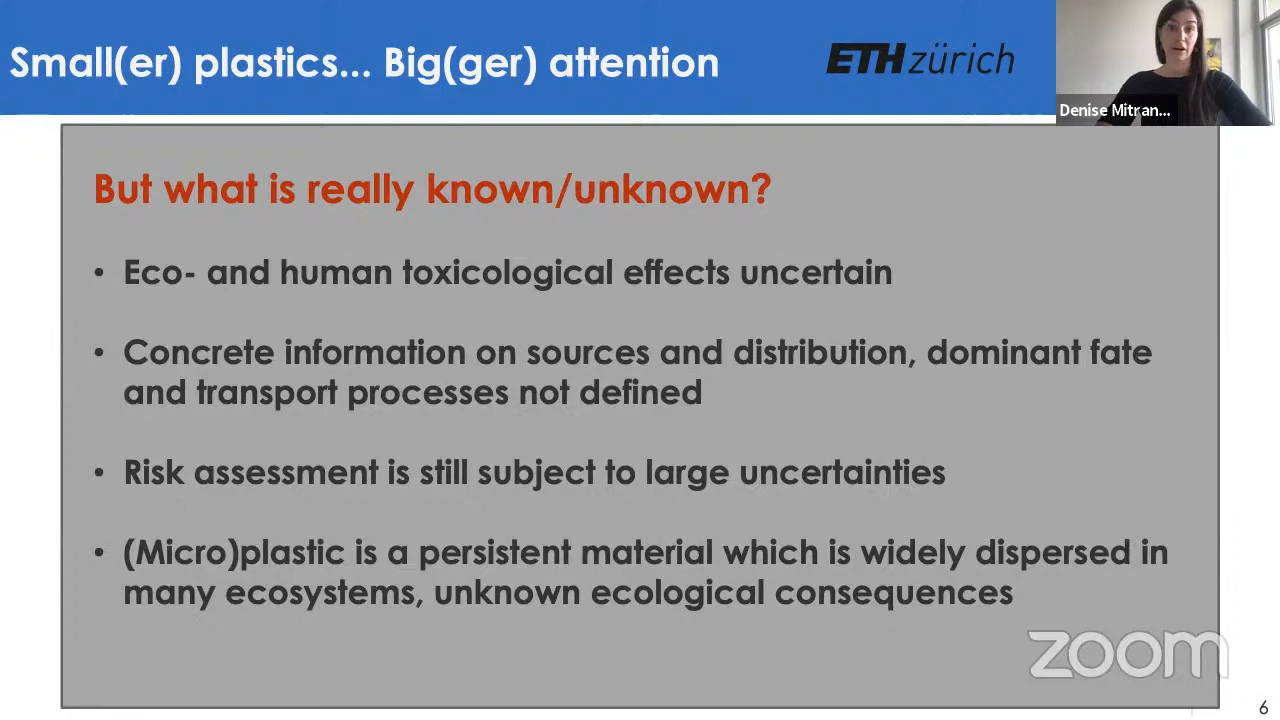 Small(er) plastics... Big(ger) attention
ETH zürich
Denise Mitran...
But what is really known/unknown?
• Eco- and human toxicological effects uncertain
• Concrete information on sources and distribution, dominant fate
and transport processes not defined
• Risk assessment is still subject to large uncertainties
• (Micro)plastic is a persistent material which is widely dispersed in
many ecosystems, unknown ecological consequences
zoom
6